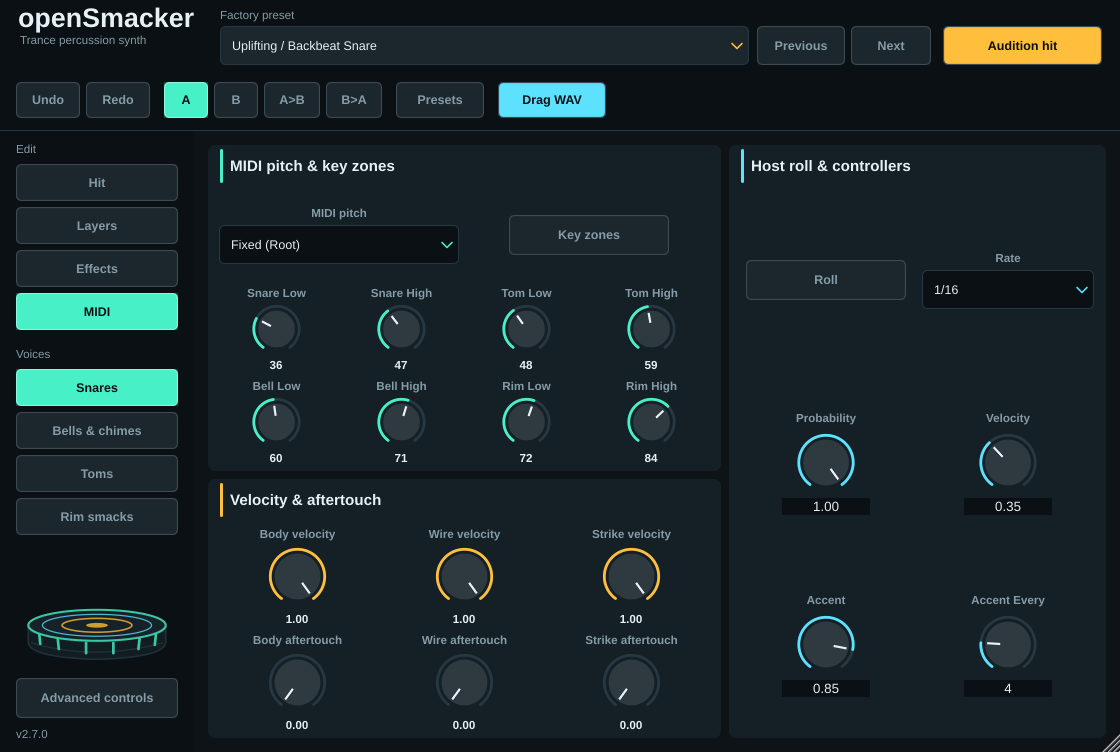 openSmacker
Trance percussion synth
Factory preset
Uplifting / Backbeat Snare
Previous
Next
Audition hit
Undo
Redo
A
B
A>B
B>A
Presets
Drag WAV
Edit
Hit
Layers
Effects
MIDI
Voices
Snares
Bells & chimes
Toms
Rim smacks
Advanced controls
v2.7.0
MIDI pitch & key zones
MIDI pitch
Fixed (Root)
Key zones
Snare Low
Snare High
Tom Low
Tom High
36
47
48
59
Bell Low
Bell High
Rim Low
Rim High
60
71
72
84
Velocity & aftertouch
Body velocity
Wire velocity
Strike velocity
1.00
1.00
1.00
Body aftertouch
Wire aftertouch
Strike aftertouch
0.00
0.00
0.00
Host roll & controllers
Roll
Rate
1/16
Probability
Velocity
1.00
0.35
Accent
Accent Every
0.85
4